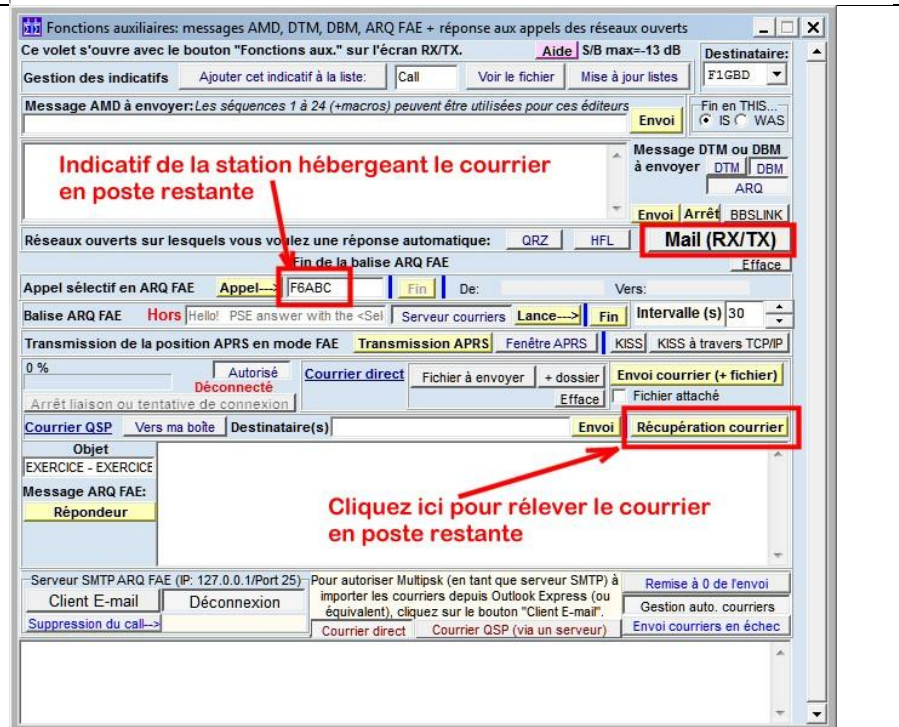 Fonctions auxiliaires: messages AMD, DTM, DBM, ARQ FAE + réponse aux appels des réseaux ouverts
Ce volet s'ouvre avec le bouton "Fonctions aux." sur l'écran RX/TX. Aide S/B max=-13 dB Destinataire:
Gestion des indicatifs Ajouter cet indicatif à la liste: Call Voir le fichier Mise à jour listes F1GBD
Message AMD à envoyer: Les séquences 1 à 24 (+macros) peuvent être utilisées pour ces éditeurs Envoi Fin en THIS... IS WAS
Message DTM ou DBM
à envoyer DTM DBM
ARQ
Indicatif de la station hébergeant le courrier
en poste restante
Envoi Arrêt BBSLINK
Réseaux ouverts sur lesquels vous voulez une réponse automatique: QRZ HFL Mail (RX/TX)
Fin de la balise ARQ FAE Efface
Appel sélectif en ARQ FAE Appel---> F6ABC Fin De: Vers:
Balise ARQ FAE Hors Hello! PSE answer with the <Sel Serveur courriers Lance---> Fin Intervalle (s) 30
Transmission de la position APRS en mode FAE Transmission APRS Fenêtre APRS KISS KISS à travers TCP/IP
0 % Autorisé Courrier direct Fichier à envoyer + dossier Envoi courrier (+ fichier)
Déconnecté
Arrêt liaison ou tentative de connexion Efface Fichier attaché
Courrier QSP Vers ma boîte Destinataire(s) Envoi Récupération courrier
Objet
EXERCICE - EXERCICE
Message ARQ FAE:
Répondeur
Cliquez ici pour rélever le courrier
en poste restante
Serveur SMTP ARQ FAE (IP: 127.0.0.1/Port 25)
Client E-mail Déconnexion
Suppression du call-->
Pour autoriser Multipsk (en tant que serveur SMTP) à
importer les courriers depuis Outlook Express (ou
équivalent), cliquez sur le bouton "Client E-mail".
Courrier direct Courrier QSP (via un serveur)
Remise à 0 de l'envoi
Gestion auto. courriers
Envoi courriers en échec